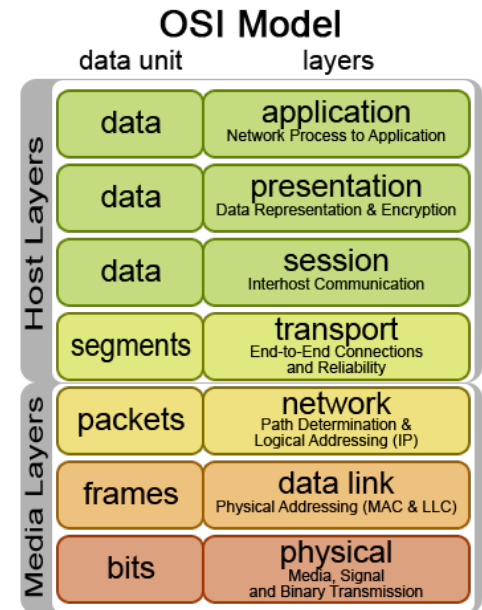 OSI Model
data unit
layers
Host Layers
data
application
Network Process to Application
data
presentation
Data Representation & Encryption
data
session
Interhost Communication
segments
transport
End-to-End Connections
and Reliability
Media Layers
packets
network
Path Determination &
Logical Addressing (IP)
frames
data link
Physical Addressing (MAC & LLC)
bits
physical
Media, Signal
and Binary Transmission